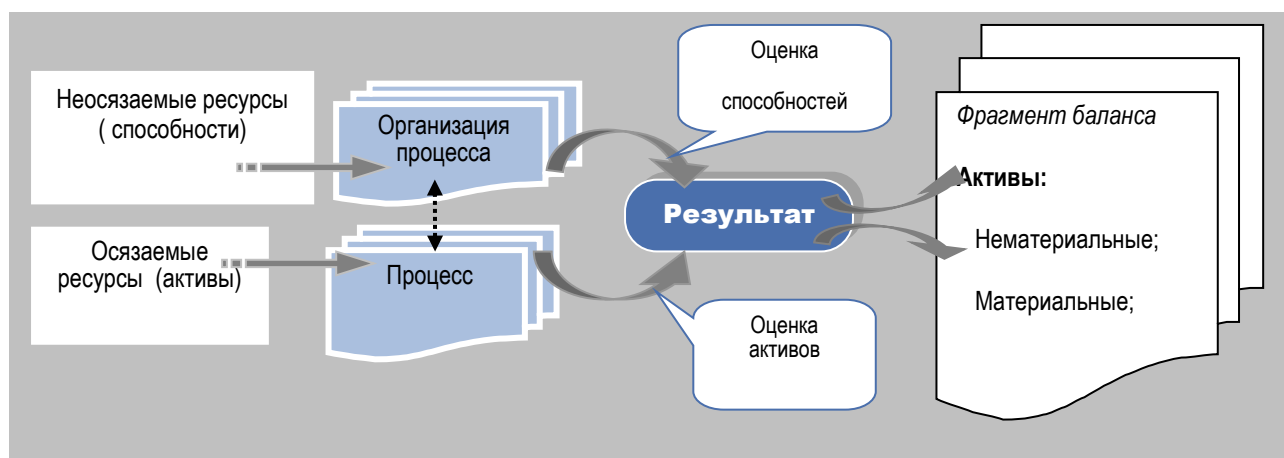 Неосязаемые ресурсы
( способности)
Организация
процесса
Оценка
способностей
Фрагмент баланса
Активы:
Результат
Нематериальные;
Осязаемые
ресурсы (активы)
Процесс
Материальные;
Оценка
активов